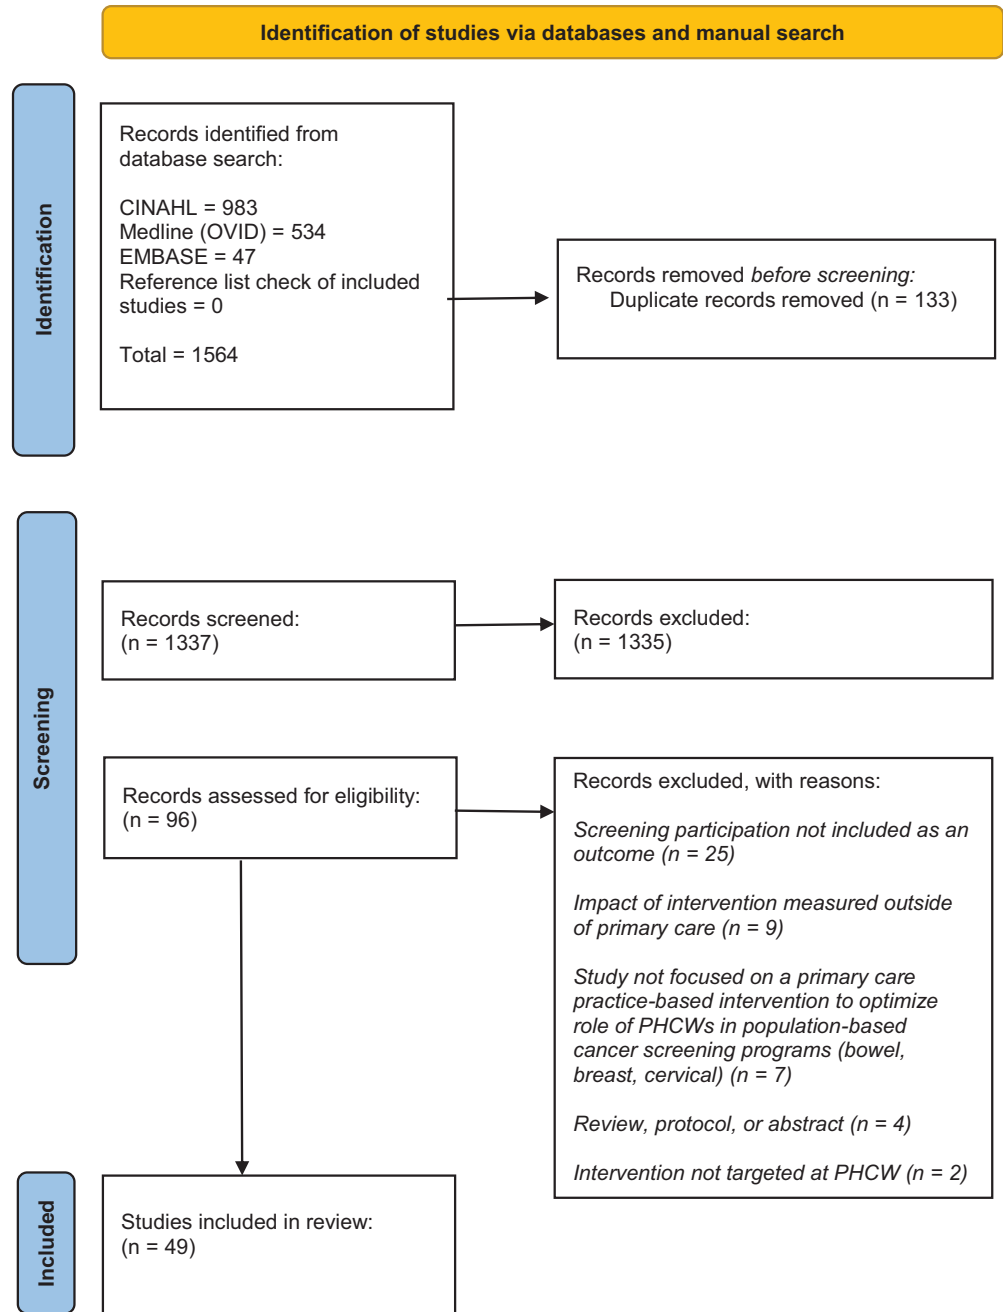 Identification of studies via databases and manual search
Identification
Records identified from
database search:
CINAHL = 983
Medline (OVID) = 534
EMBASE = 47
Reference list check of included
studies = 0
Total = 1564
Records removed before screening:
Duplicate records removed (n = 133)
Screening
Records screened:
(n = 1337)
Records excluded:
(n = 1335)
Records assessed for eligibility:
(n = 96)
Records excluded, with reasons:
Screening participation not included as an
outcome (n = 25)
Impact of intervention measured outside
of primary care (n = 9)
Study not focused on a primary care
practice-based intervention to optimize
role of PHCWs in population-based
cancer screening programs (bowel,
breast, cervical) (n = 7)
Review, protocol, or abstract (n = 4)
Intervention not targeted at PHCW (n = 2)
Included
Studies included in review:
(n = 49)